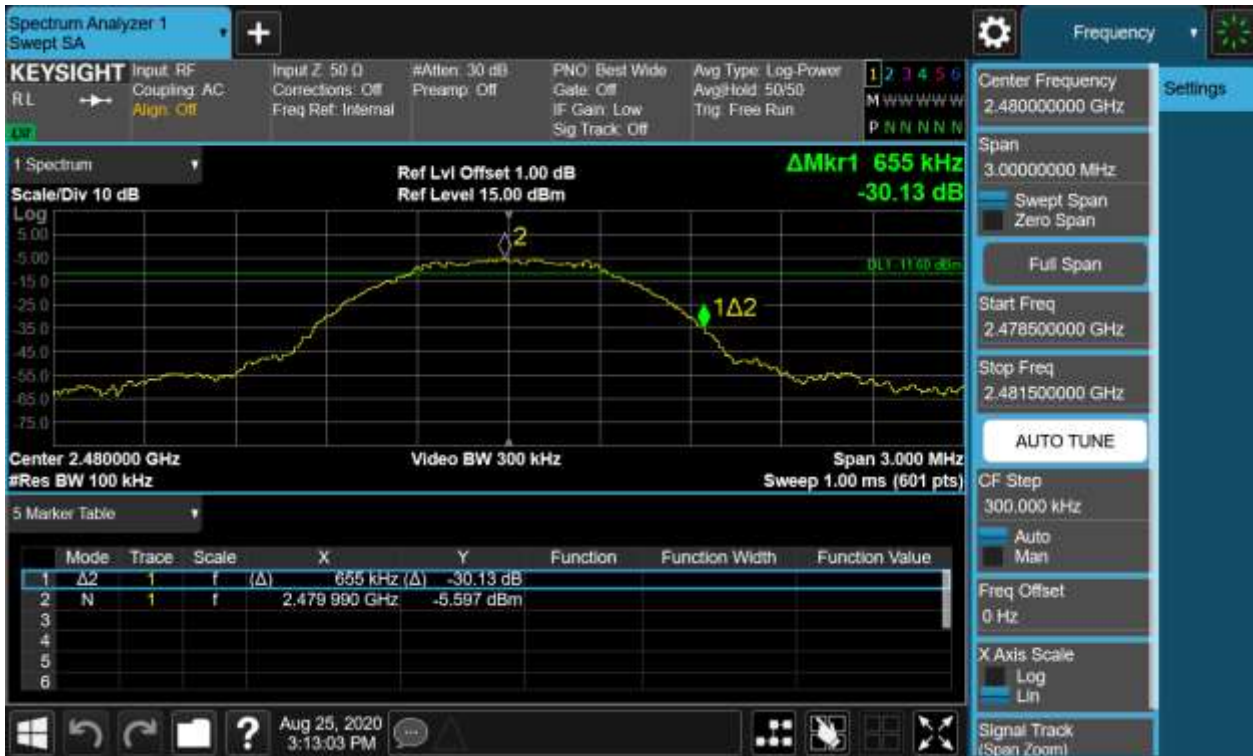 Spectrum Analyzer 1
Swept SA
Frequency
KEYSIGHT
RL
Input: RF
Coupling: AC
Align: Off
Input Z: 50 Ω
Corrections: Off
Freq Ref: Internal
#Atten: 30 dB
Preamp: Off
PNO: Best Wide
Gate: Off
IF Gain: Low
Sig Track: Off
Avg Type: Log-Power
Avg|Hold: 50/50
Trig: Free Run
1 2 3 4 5 6
M W W W W W
P N N N N N
Settings
Center Frequency
2.480000000 GHz
Span
3.00000000 MHz
Swept Span
Zero Span
Full Span
Start Freq
2.478500000 GHz
Stop Freq
2.481500000 GHz
AUTO TUNE
CF Step
300.000 kHz
Auto
Man
Freq Offset
0 Hz
X Axis Scale
Log
Lin
Signal Track
(Span Zoom)
1 Spectrum
Scale/Div 10 dB
Ref Lvl Offset 1.00 dB
Ref Level 15.00 dBm
ΔMkr1 655 kHz
-30.13 dB
Log
5.00
-5.00
-15.0
-25.0
-35.0
-45.0
-55.0
-65.0
-75.0
2
DL1 -11.60 dBm
1Δ2
Center 2.480000 GHz
#Res BW 100 kHz
Video BW 300 kHz
Span 3.000 MHz
Sweep 1.00 ms (601 pts)
5 Marker Table
Mode Trace Scale X Y Function Function Width Function Value
1 Δ2 1 f (Δ) 655 kHz (Δ) -30.13 dB
2 N 1 f 2.479 990 GHz -5.597 dBm
3
4
5
6
?
Aug 25, 2020
3:13:03 PM